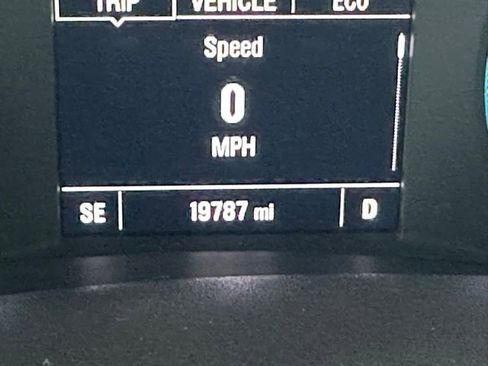 TRIP VEHICLE ECO
Speed
0
MPH
SE 19787 mi D